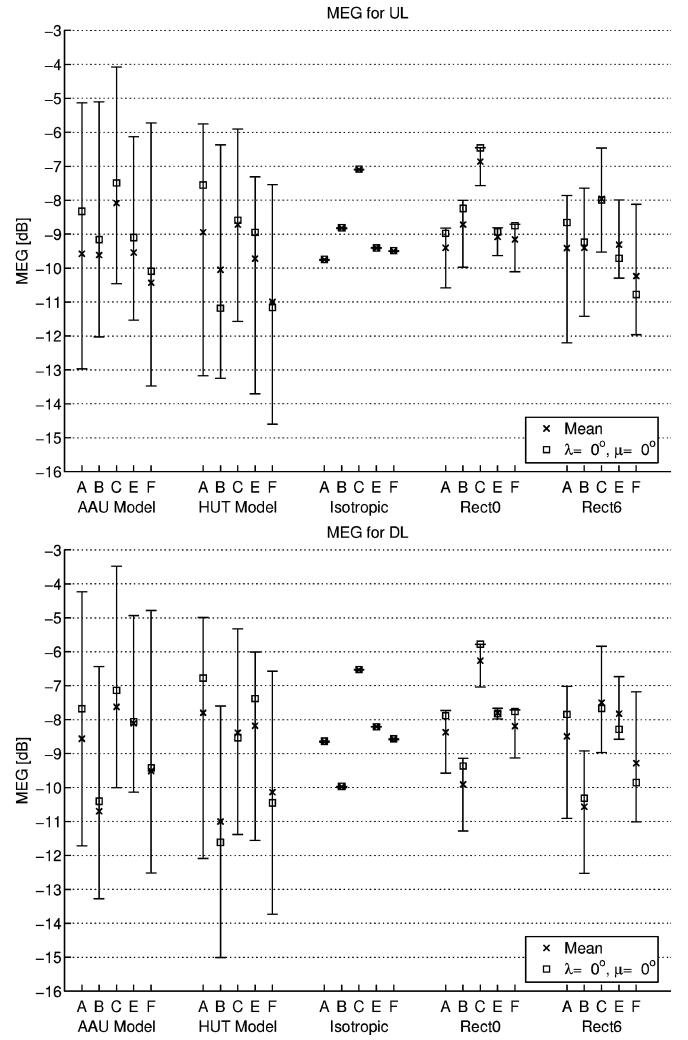 MEG for UL
−3
−4
−5
−6
−7
−8
−9
−10
−11
−12
−13
−14
−15
−16
MEG [dB]
× Mean
□ λ= 0°, μ= 0°
A B C E F A B C E F A B C E F A B C E F A B C E F
AAU Model HUT Model Isotropic Rect0 Rect6
MEG for DL
−3
−4
−5
−6
−7
−8
−9
−10
−11
−12
−13
−14
−15
−16
MEG [dB]
× Mean
□ λ= 0°, μ= 0°
A B C E F A B C E F A B C E F A B C E F A B C E F
AAU Model HUT Model Isotropic Rect0 Rect6